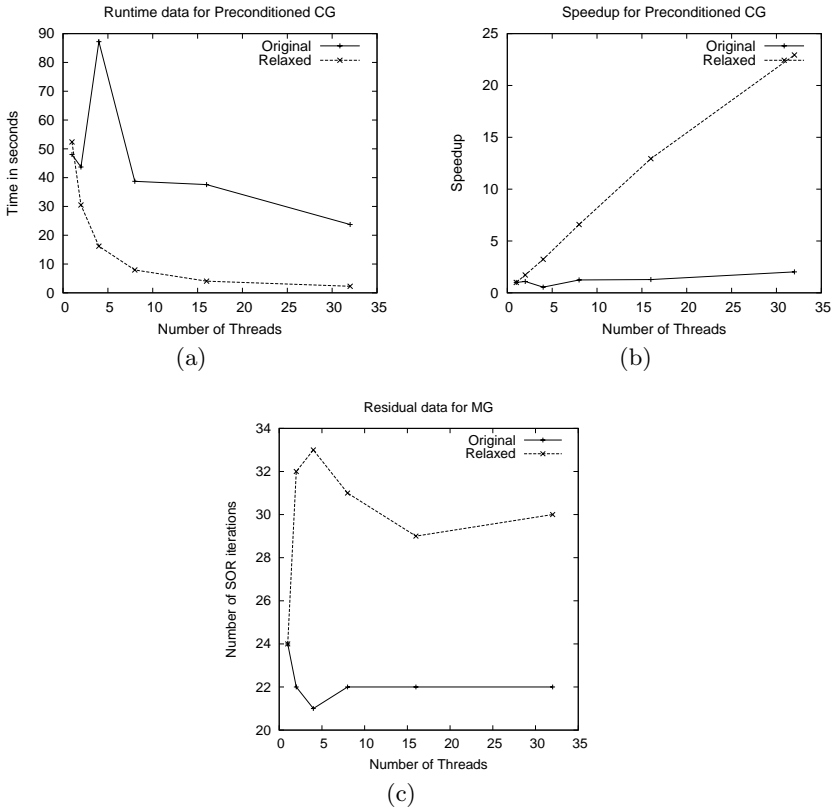 Runtime data for Preconditioned CG
90
80
70
60
50
40
30
20
10
0
0 5 10 15 20 25 30 35
Time in seconds
Number of Threads
Original
Relaxed
(a)
Speedup for Preconditioned CG
25
20
15
10
5
0
0 5 10 15 20 25 30 35
Speedup
Number of Threads
Original
Relaxed
(b)
Residual data for MG
34
32
30
28
26
24
22
20
0 5 10 15 20 25 30 35
Number of SOR iterations
Number of Threads
Original
Relaxed
(c)